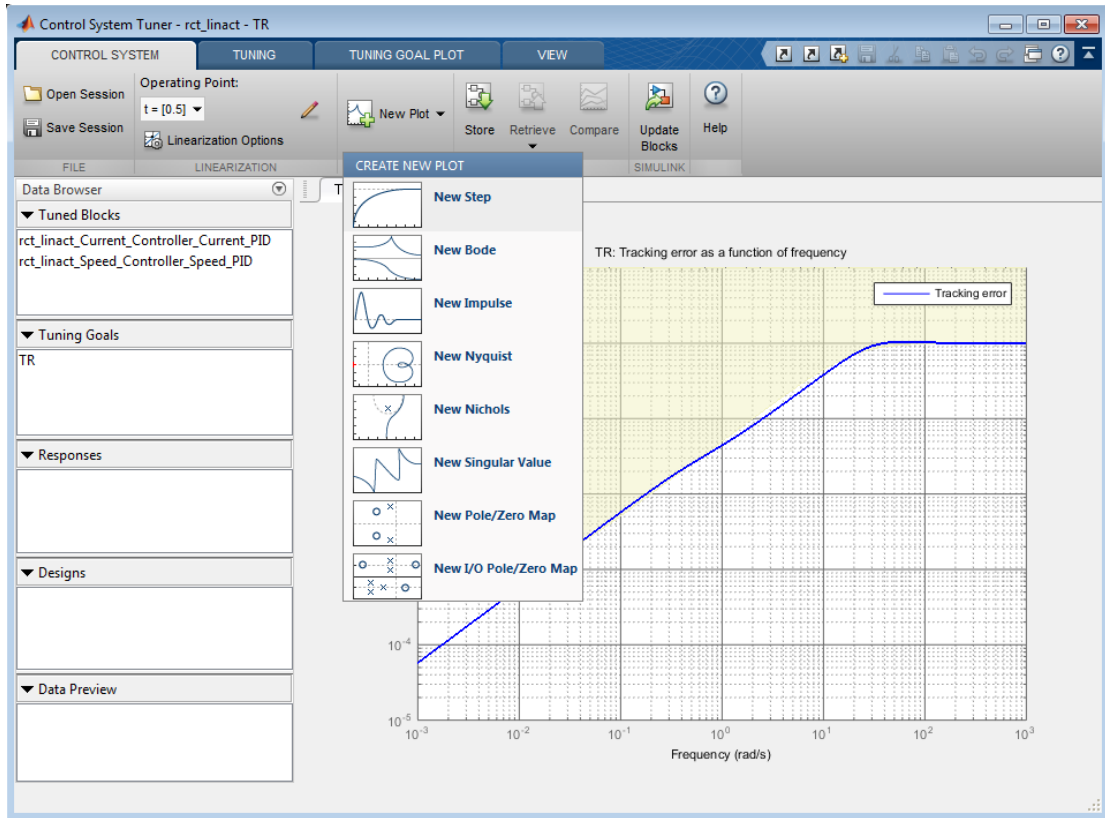 Control System Tuner - rct_linact - TR
CONTROL SYSTEM
TUNING
TUNING GOAL PLOT
VIEW
Open Session
Save Session
FILE
Operating Point:
t = [0.5]
Linearization Options
LINEARIZATION
New Plot
Store
Retrieve
Compare
Update
Blocks
SIMULINK
Help
Data Browser
Tuned Blocks
rct_linact_Current_Controller_Current_PID
rct_linact_Speed_Controller_Speed_PID
Tuning Goals
TR
Responses
Designs
Data Preview
CREATE NEW PLOT
New Step
New Bode
New Impulse
New Nyquist
New Nichols
New Singular Value
New Pole/Zero Map
New I/O Pole/Zero Map
TR: Tracking error as a function of frequency
Tracking error
10^-4
10^-5
10^-3 10^-2 10^-1 10^0 10^1 10^2 10^3
Frequency (rad/s)